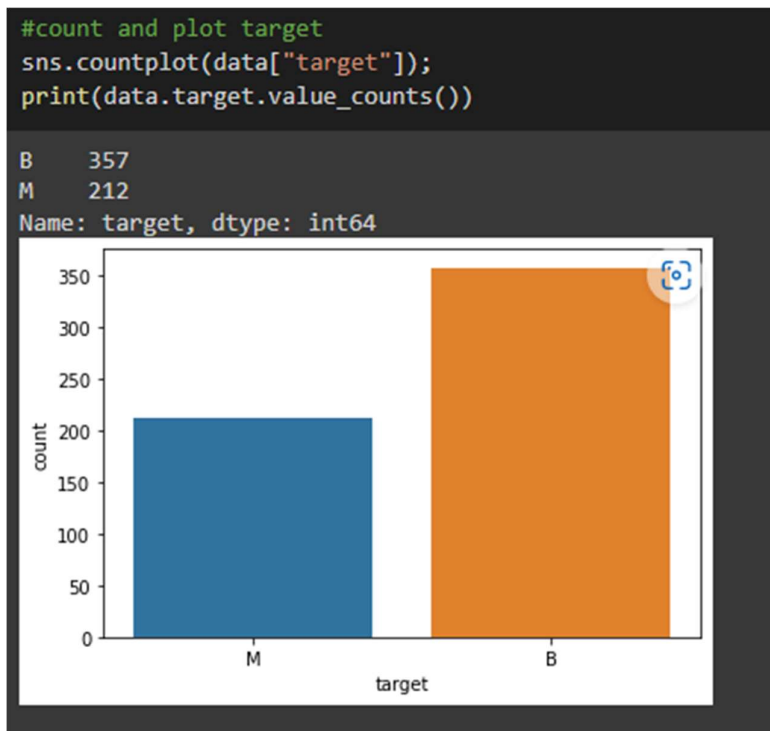 #count and plot target
sns.countplot(data["target"]);
print(data.target.value_counts())
B    357
M    212
Name: target, dtype: int64
350
300
250
200
150
100
50
0
count
M B
target